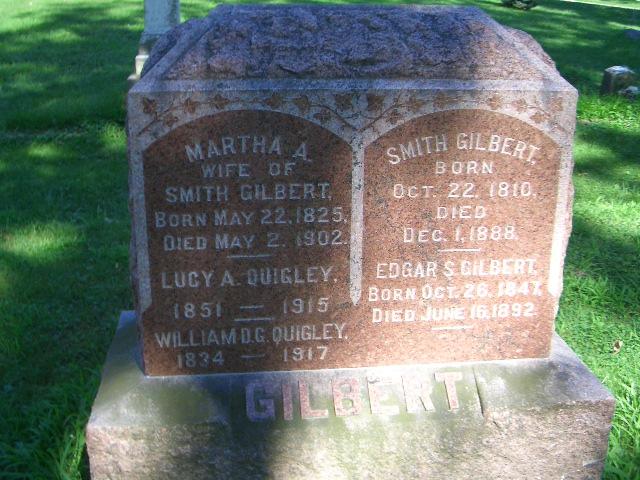 MARTHA A.
WIFE OF
SMITH GILBERT,
BORN MAY 22, 1825,
DIED MAY 2, 1902.
LUCY A. QUIGLEY,
1851 — 1915
WILLIAM D.G. QUIGLEY,
1834 — 1917
SMITH GILBERT,
BORN
OCT. 22, 1810,
DIED
DEC. 1, 1888.
EDGAR S. GILBERT,
BORN OCT. 26, 1847,
DIED JUNE 16, 1892.
GILBERT